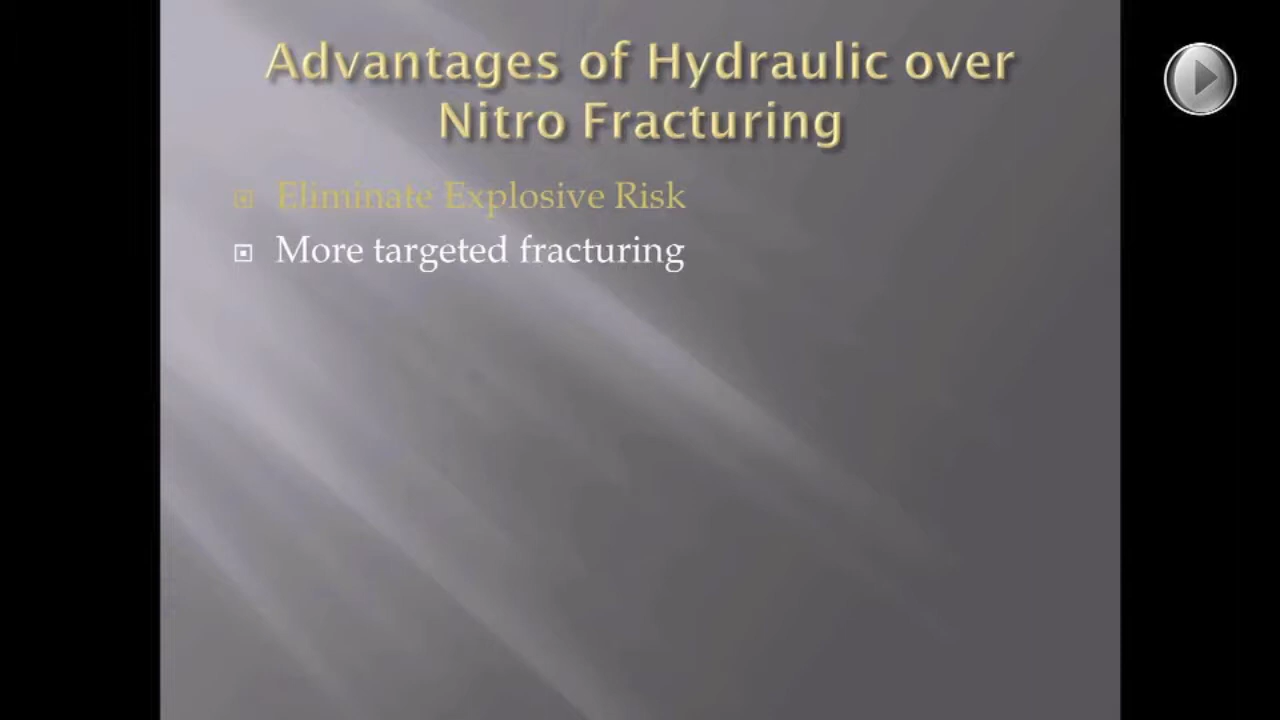 Advantages of Hydraulic over
Nitro Fracturing
Eliminate Explosive Risk
More targeted fracturing